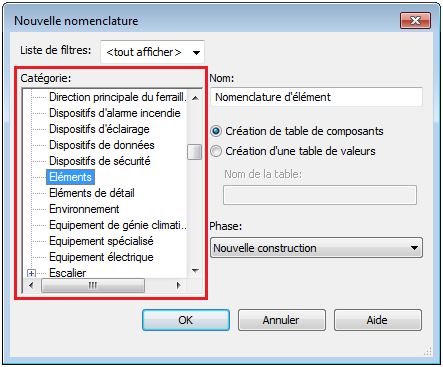 Nouvelle nomenclature
Liste de filtres: <tout afficher>
Catégorie:
Direction principale du ferraill..
Dispositifs d'alarme incendie
Dispositifs d'éclairage
Dispositifs de données
Dispositifs de sécurité
Eléments
Eléments de détail
Environnement
Equipement de génie climati..
Equipement spécialisé
Equipement électrique
Escalier
Nom:
Nomenclature d'élément
Création de table de composants
Création d'une table de valeurs
Nom de la table:
Phase:
Nouvelle construction
OK Annuler Aide